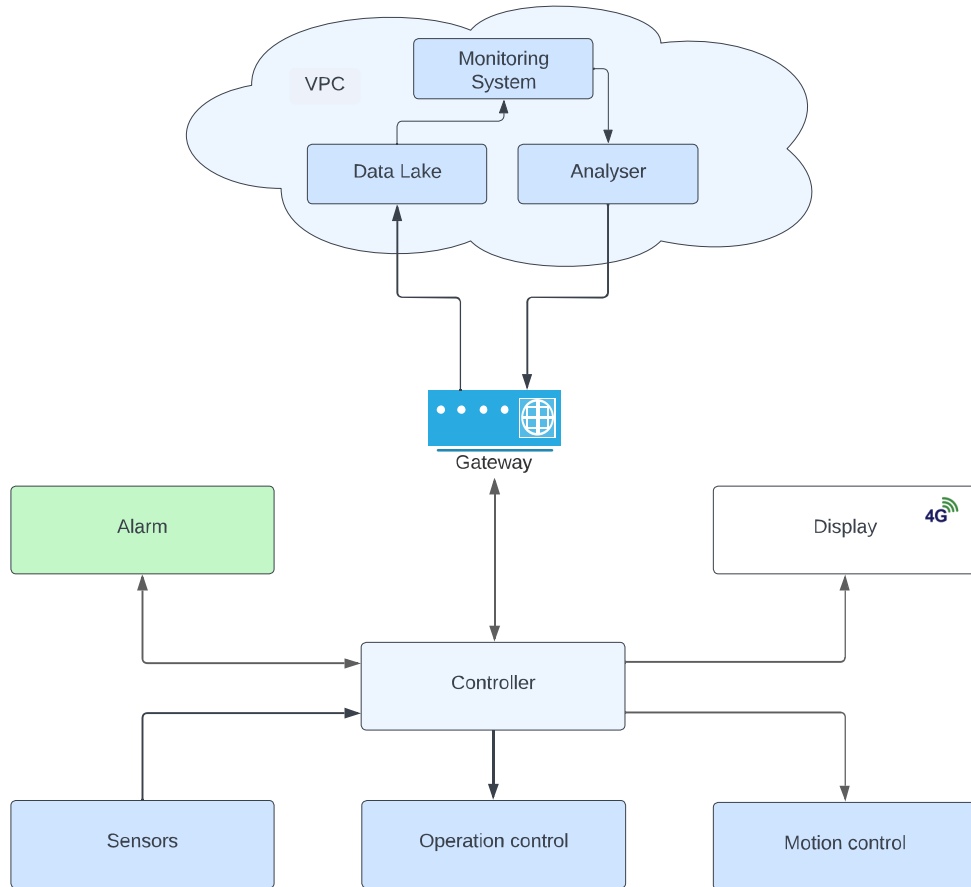 Monitoring
System
VPC
Data Lake
Analyser
Gateway
Alarm
Display
4G
Controller
Sensors
Operation control
Motion control